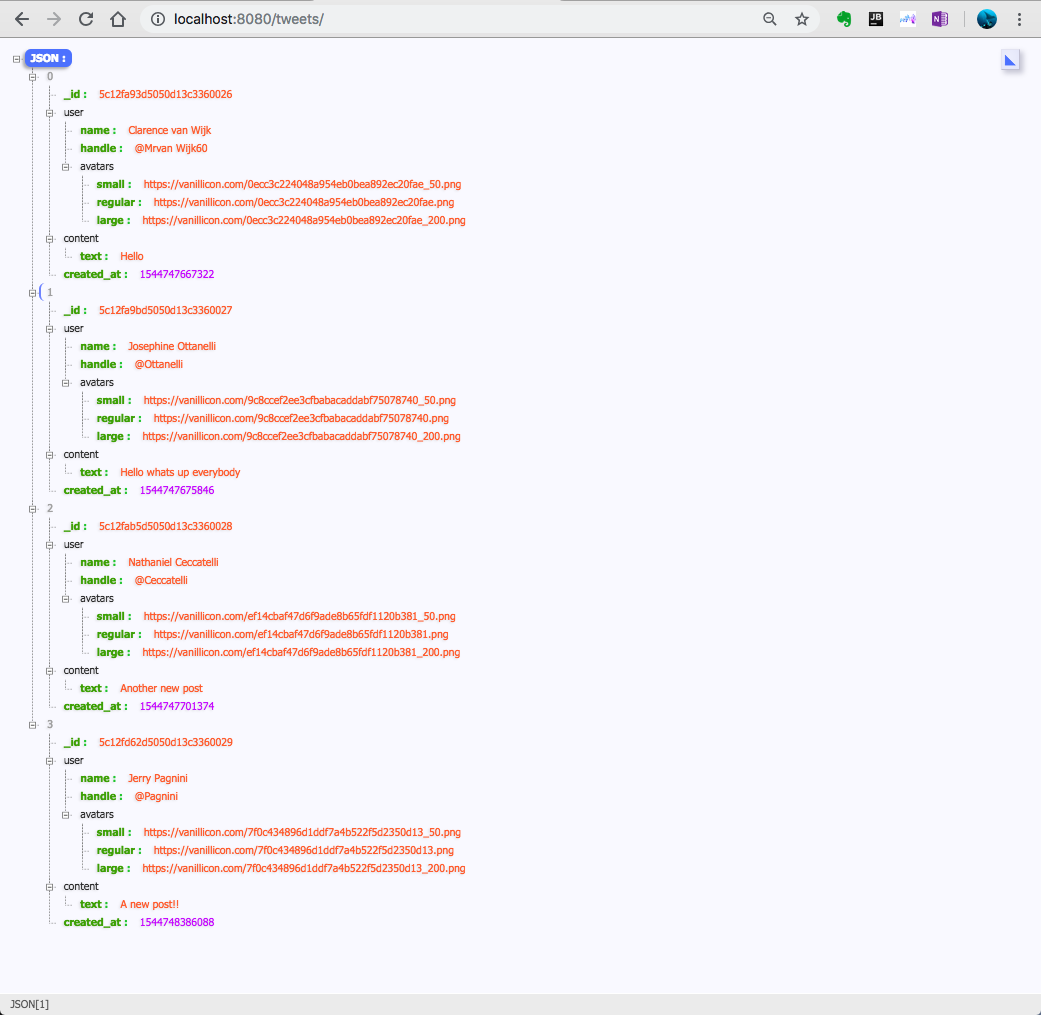 localhost:8080/tweets/
JB
N
JSON :
0
_id : 5c12fa93d5050d13c3360026
user
name : Clarence van Wijk
handle : @Mrvan Wijk60
avatars
small : https://vanillicon.com/0ecc3c224048a954eb0bea892ec20fae_50.png
regular : https://vanillicon.com/0ecc3c224048a954eb0bea892ec20fae.png
large : https://vanillicon.com/0ecc3c224048a954eb0bea892ec20fae_200.png
content
text : Hello
created_at : 1544747667322
1
_id : 5c12fa9bd5050d13c3360027
user
name : Josephine Ottanelli
handle : @Ottanelli
avatars
small : https://vanillicon.com/9c8ccef2ee3cfbabacaddabf75078740_50.png
regular : https://vanillicon.com/9c8ccef2ee3cfbabacaddabf75078740.png
large : https://vanillicon.com/9c8ccef2ee3cfbabacaddabf75078740_200.png
content
text : Hello whats up everybody
created_at : 1544747675846
2
_id : 5c12fab5d5050d13c3360028
user
name : Nathaniel Ceccatelli
handle : @Ceccatelli
avatars
small : https://vanillicon.com/ef14cbaf47d6f9ade8b65fdf1120b381_50.png
regular : https://vanillicon.com/ef14cbaf47d6f9ade8b65fdf1120b381.png
large : https://vanillicon.com/ef14cbaf47d6f9ade8b65fdf1120b381_200.png
content
text : Another new post
created_at : 1544747701374
3
_id : 5c12fd62d5050d13c3360029
user
name : Jerry Pagnini
handle : @Pagnini
avatars
small : https://vanillicon.com/7f0c434896d1ddf7a4b522f5d2350d13_50.png
regular : https://vanillicon.com/7f0c434896d1ddf7a4b522f5d2350d13.png
large : https://vanillicon.com/7f0c434896d1ddf7a4b522f5d2350d13_200.png
content
text : A new post!!
created_at : 1544748386088
JSON[1]